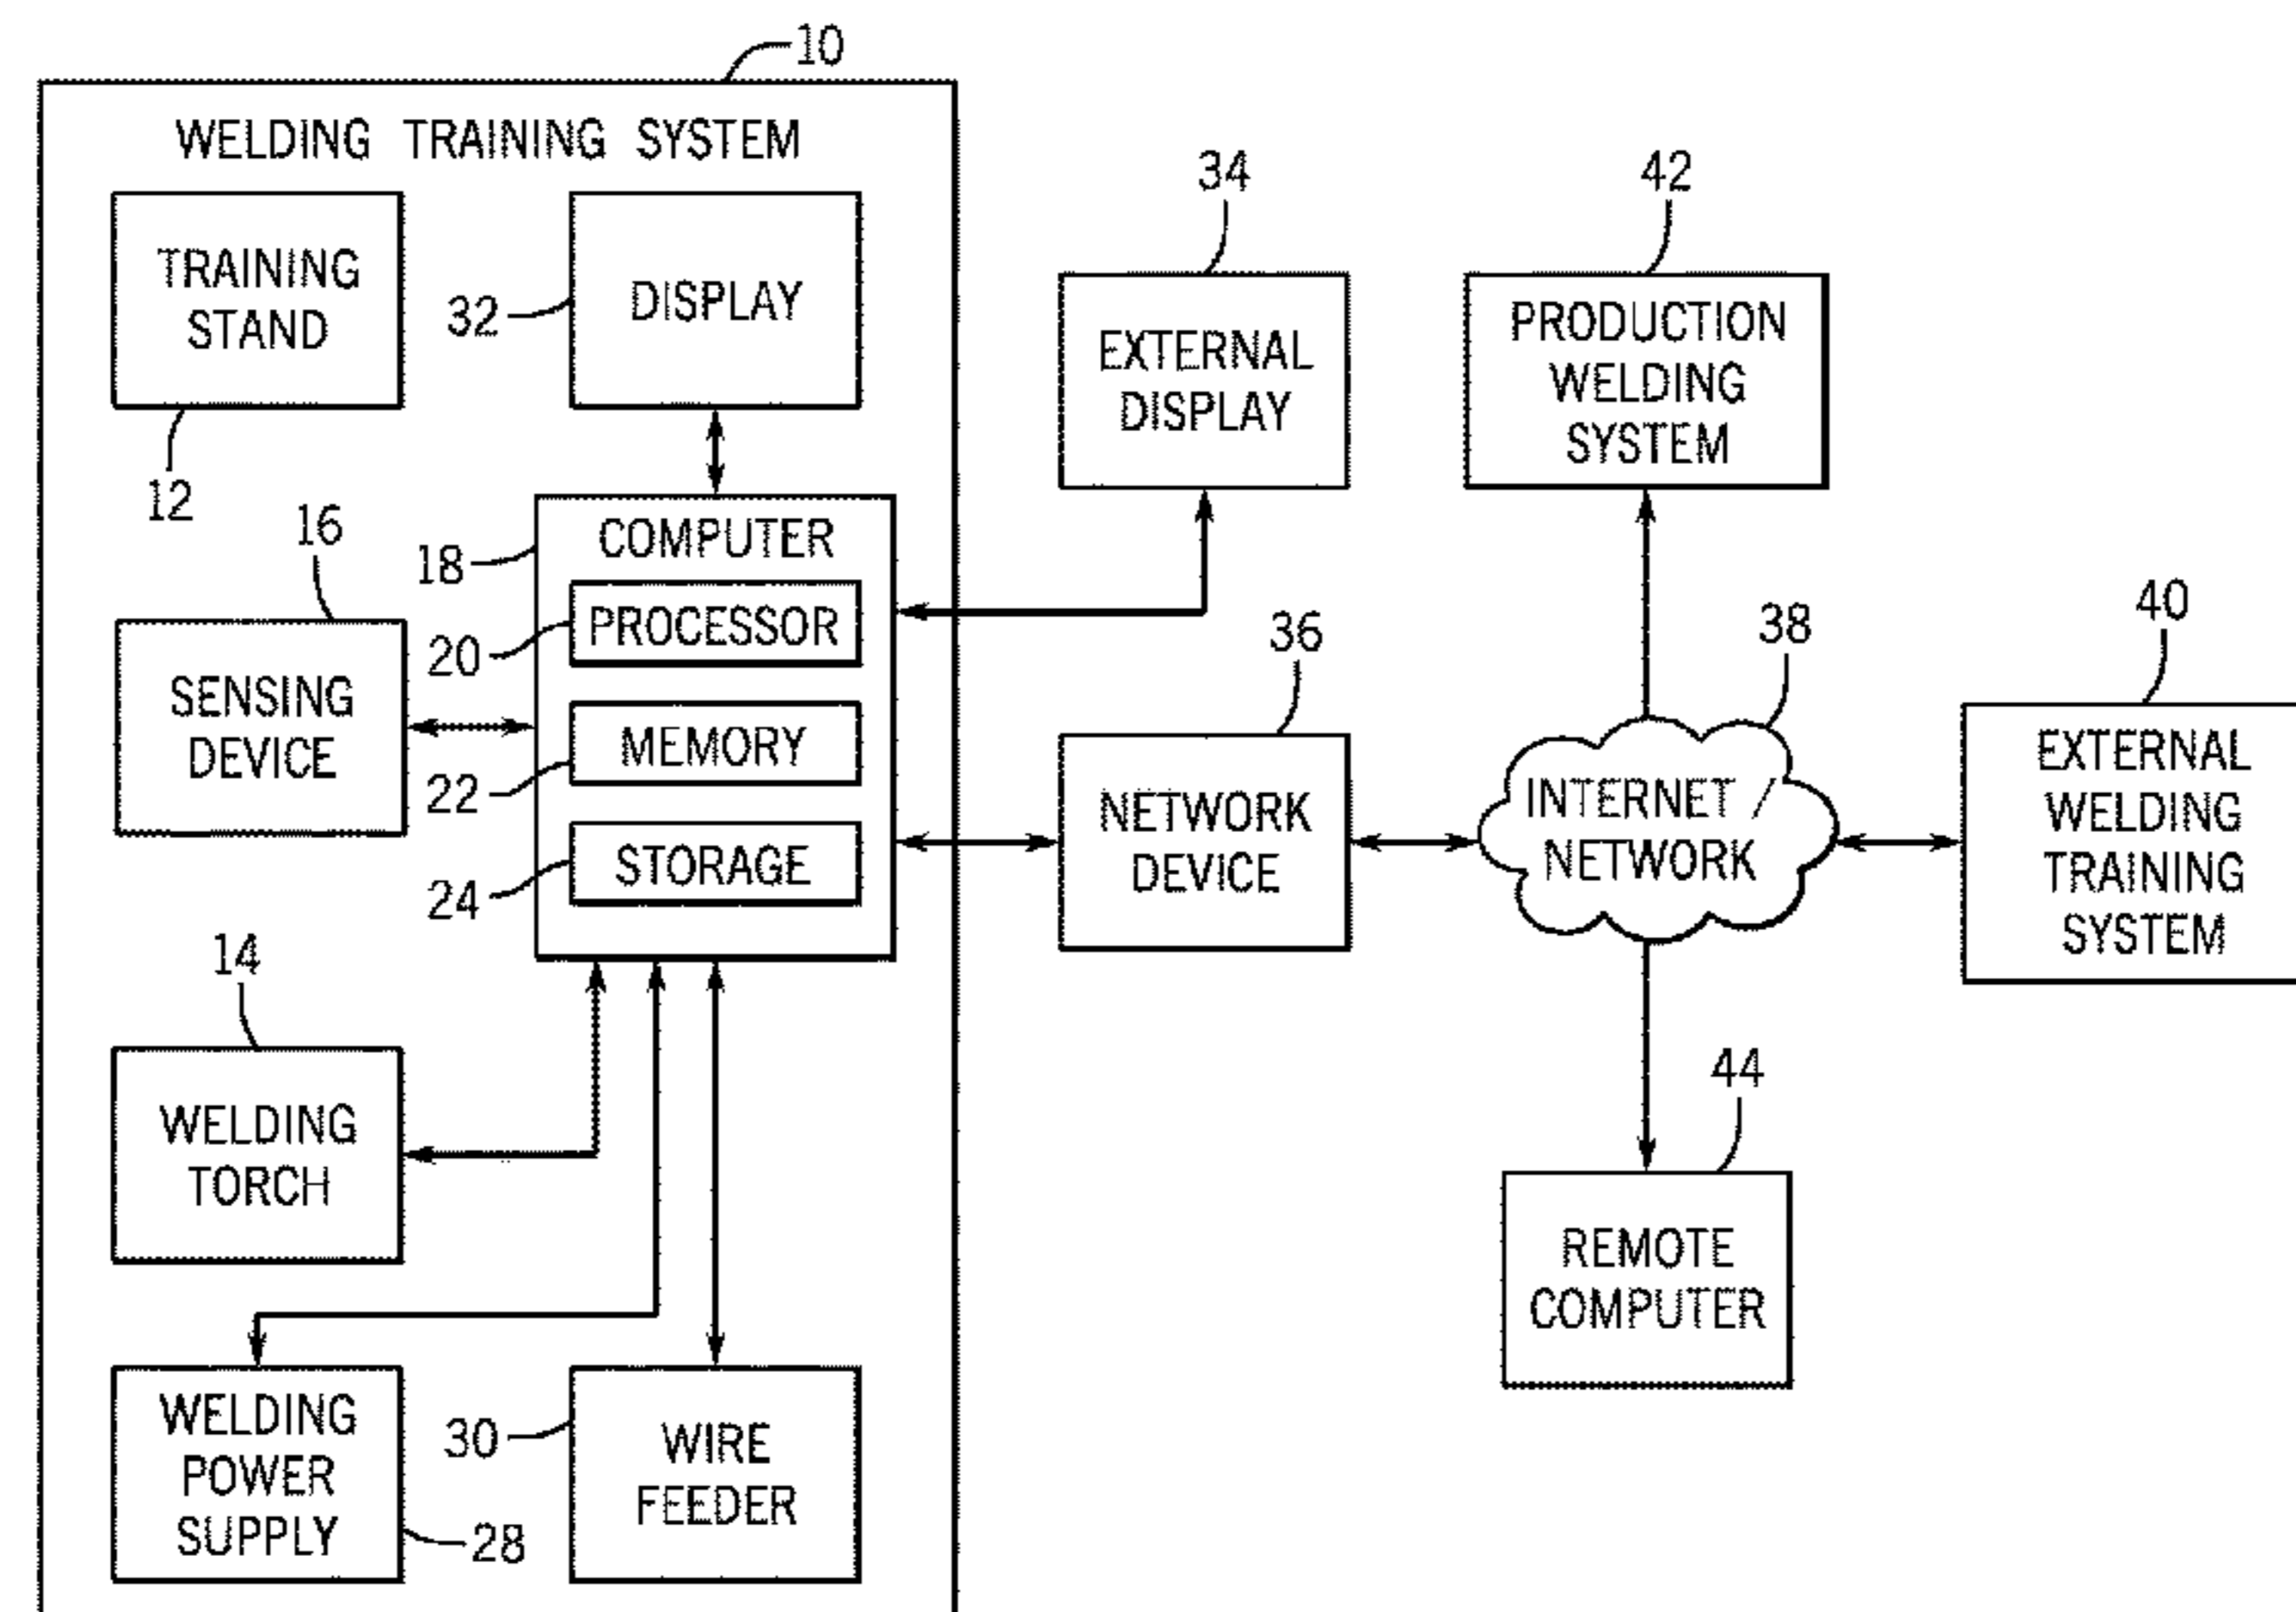 10
WELDING TRAINING SYSTEM
TRAINING
STAND
12
32
DISPLAY
16
SENSING
DEVICE
18
COMPUTER
20
PROCESSOR
22
MEMORY
24
STORAGE
14
WELDING
TORCH
WELDING
POWER
SUPPLY
28
30
WIRE
FEEDER
34
EXTERNAL
DISPLAY
36
NETWORK
DEVICE
42
PRODUCTION
WELDING
SYSTEM
38
INTERNET /
NETWORK
40
EXTERNAL
WELDING
TRAINING
SYSTEM
44
REMOTE
COMPUTER